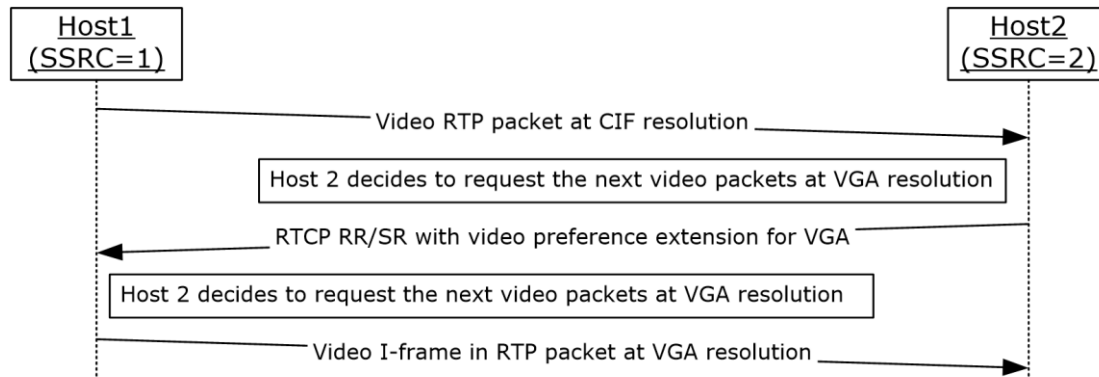 Host1
(SSRC=1)
Host2
(SSRC=2)
Video RTP packet at CIF resolution
Host 2 decides to request the next video packets at VGA resolution
RTCP RR/SR with video preference extension for VGA
Host 2 decides to request the next video packets at VGA resolution
Video I-frame in RTP packet at VGA resolution